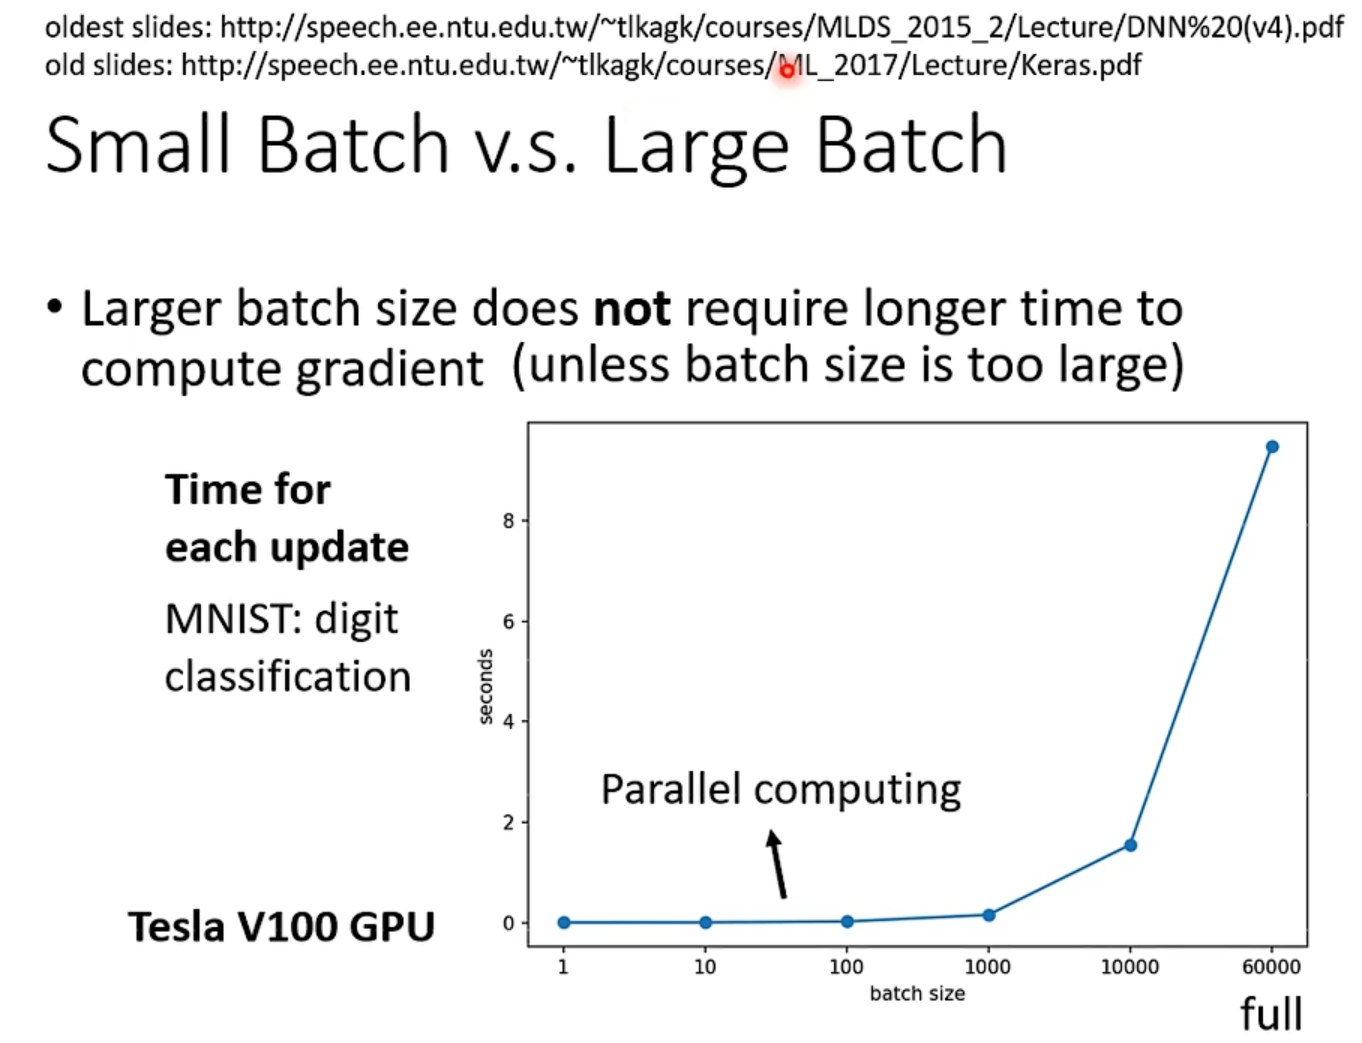 oldest slides: http://speech.ee.ntu.edu.tw/~tlkagk/courses/MLDS_2015_2/Lecture/DNN%20(v4).pdf
old slides: http://speech.ee.ntu.edu.tw/~tlkagk/courses/ML_2017/Lecture/Keras.pdf
Small Batch v.s. Large Batch
• Larger batch size does not require longer time to
compute gradient (unless batch size is too large)
Time for
each update
MNIST: digit
classification
Tesla V100 GPU
seconds
8
6
4
2
0
Parallel computing
1 10 100 1000 10000 60000
batch size
full